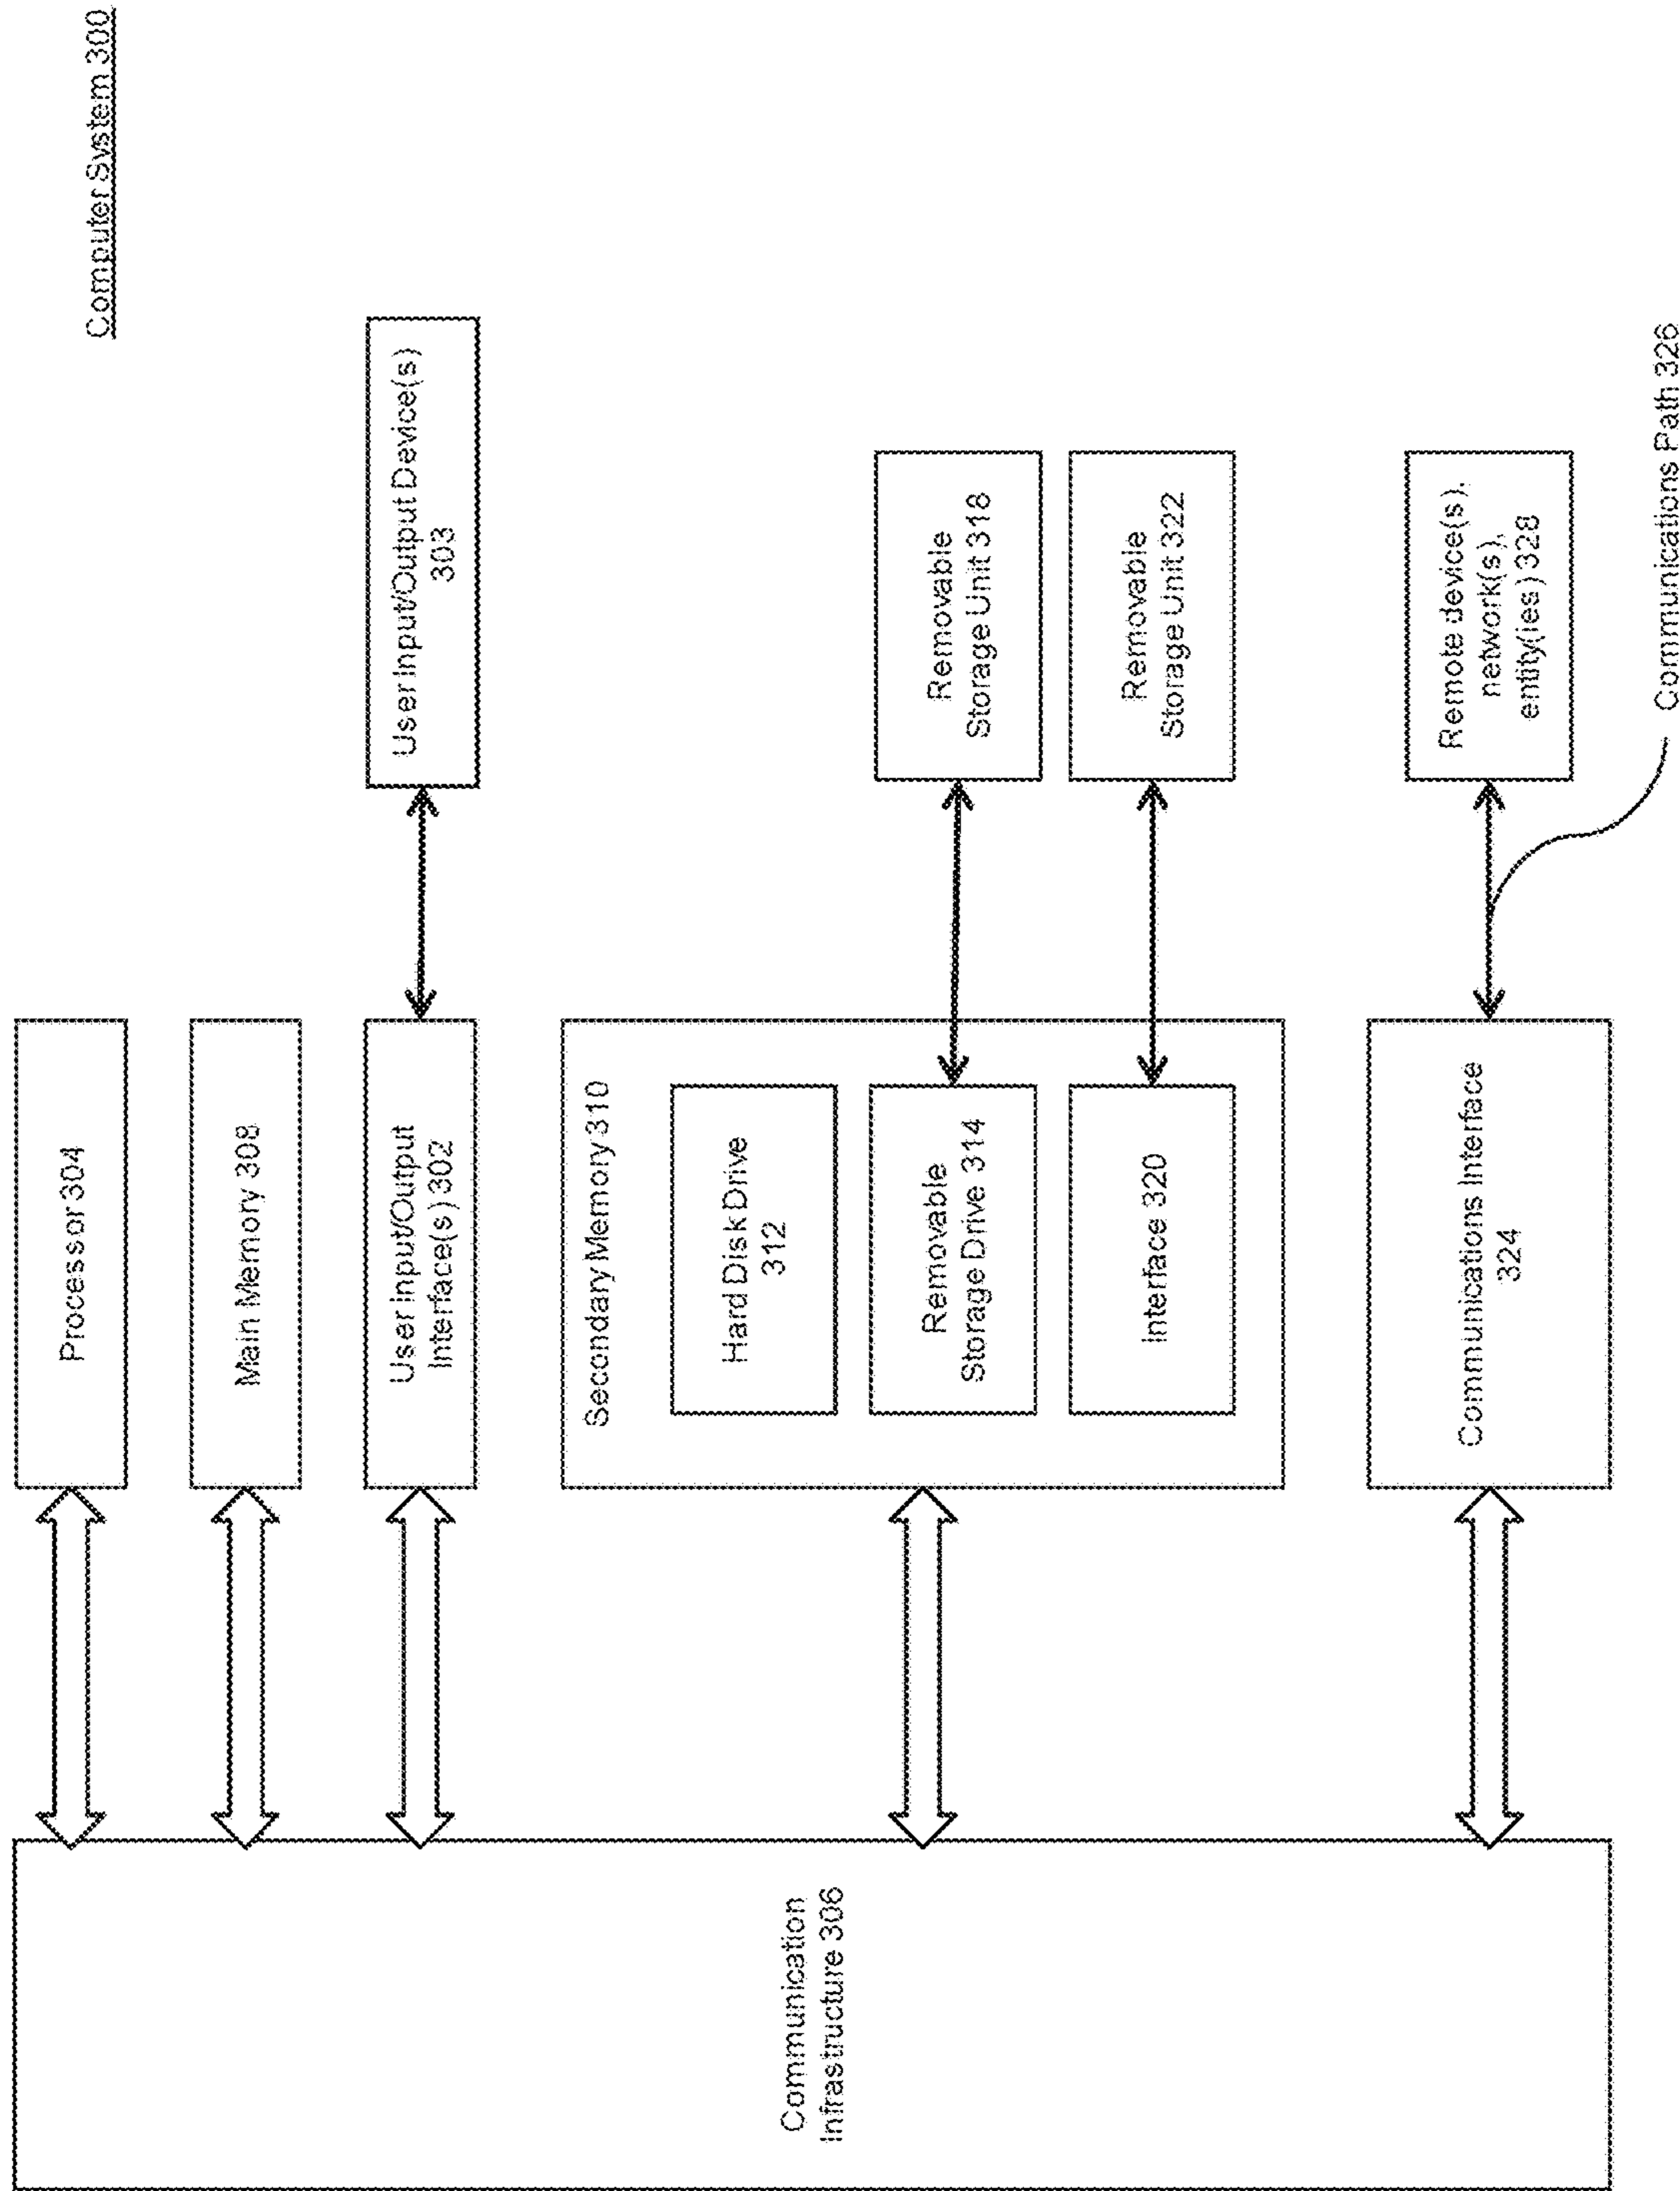 Computer System 300
Processor 304
Main Memory 308
User Input/Output
Interface(s) 302
User Input/Output Device(s)
303
Secondary Memory 310
Hard Disk Drive
312
Removable
Storage Drive 314
Removable
Storage Unit 318
Interface 320
Removable
Storage Unit 322
Communications Interface
324
Remote device(s),
network(s),
entity(ies) 328
Communications Path 326
Communication
Infrastructure 306